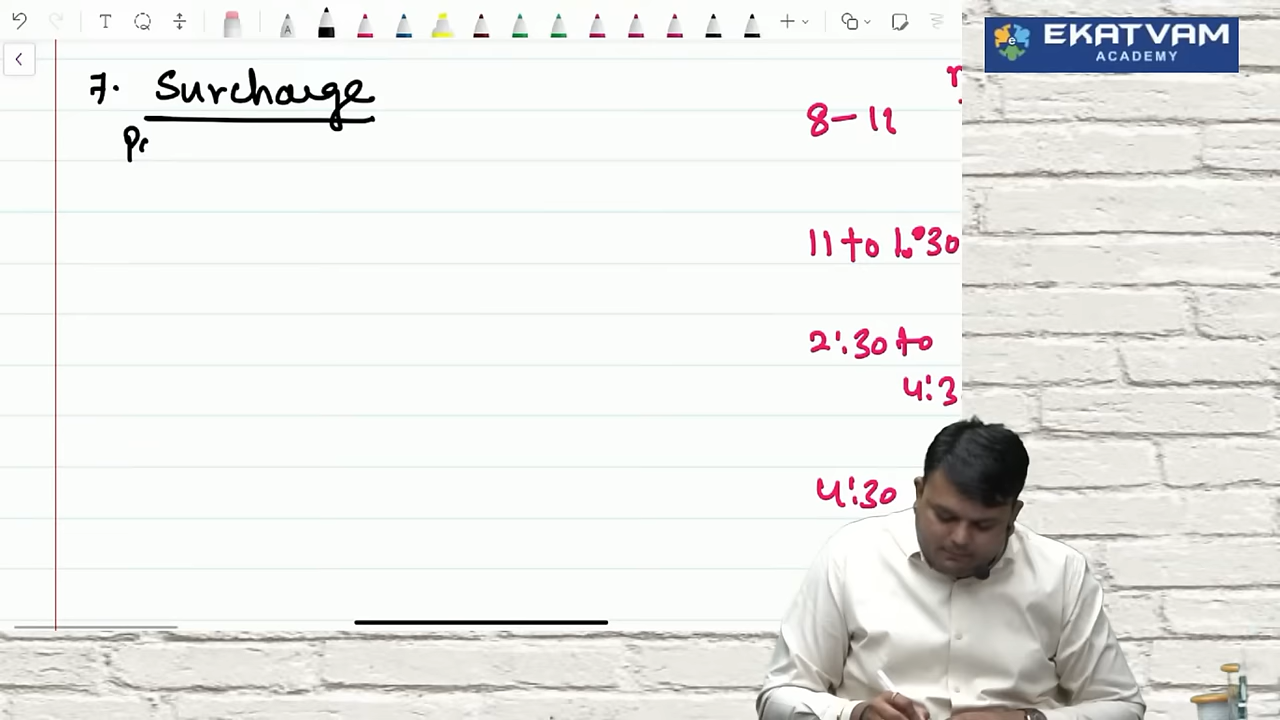 EKATVAM
ACADEMY
7. Surcharge
8-12
11 to 1:30
2:30 to
4:3
4:30